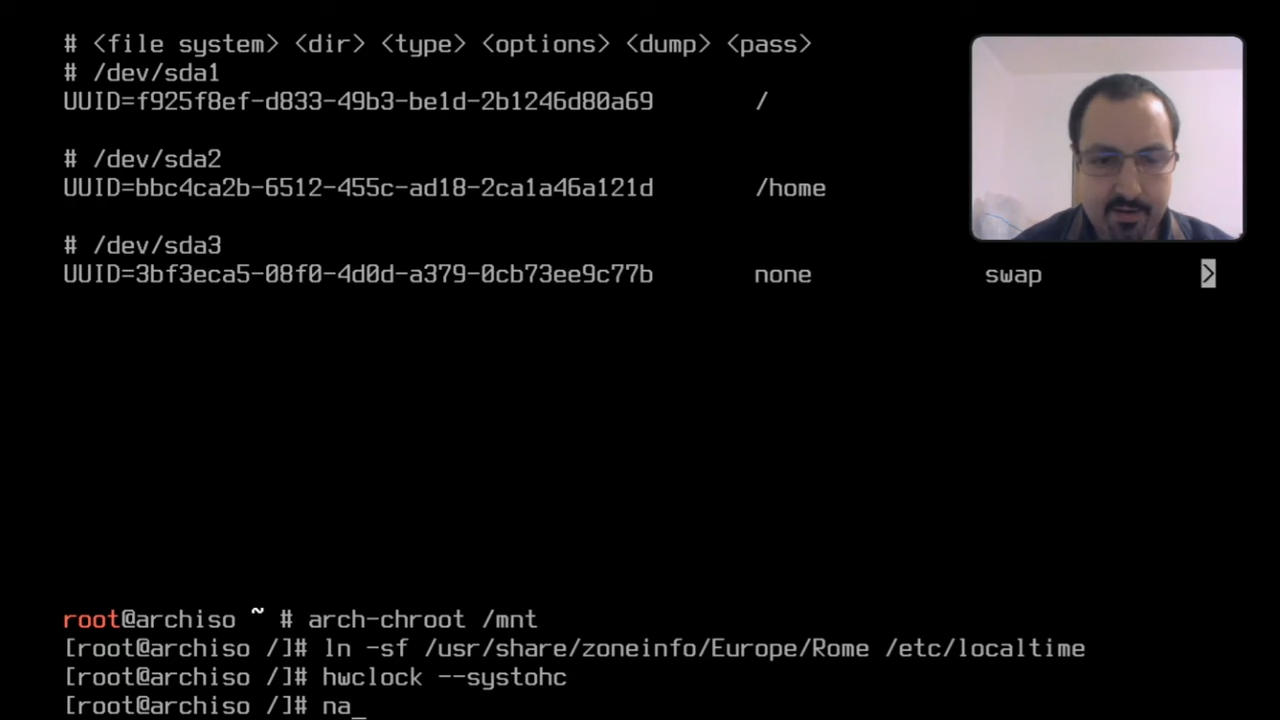 # <file system> <dir> <type> <options> <dump> <pass>
# /dev/sda1
UUID=f925f8ef-d833-49b3-be1d-2b1246d80a69 /
# /dev/sda2
UUID=bbc4ca2b-6512-455c-ad18-2ca1a46a121d /home
# /dev/sda3
UUID=3bf3eca5-08f0-4d0d-a379-0cb73ee9c77b none swap >
root@archiso ~ # arch-chroot /mnt
[root@archiso /]# ln -sf /usr/share/zoneinfo/Europe/Rome /etc/localtime
[root@archiso /]# hwclock --systohc
[root@archiso /]# na_